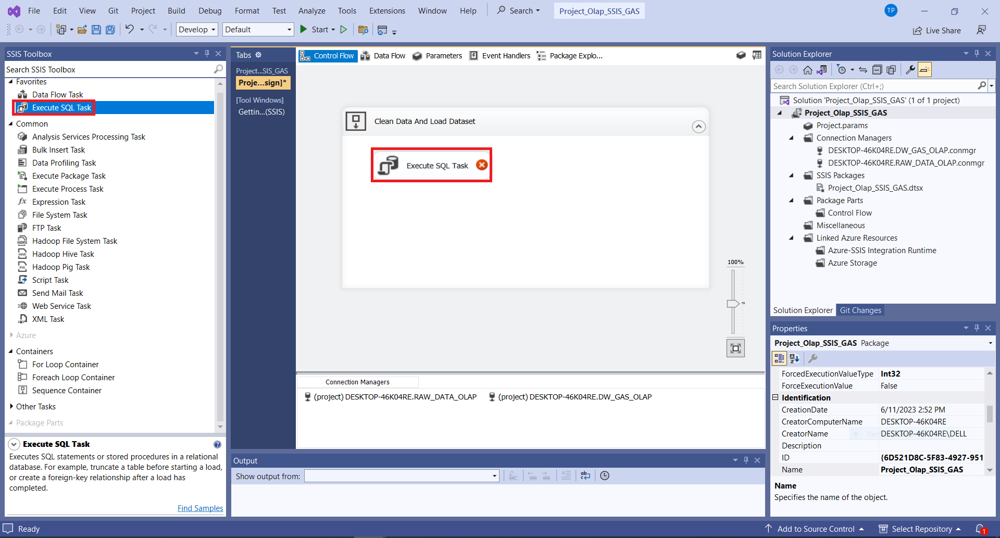 File Edit View Git Project Build Debug Format Test Analyze Tools Extensions Window Help Search Project_Olap_SSIS_GAS TP
Develop Default Start Live Share
SSIS Toolbox
Search SSIS Toolbox
Favorites
Data Flow Task
Execute SQL Task
Common
Analysis Services Processing Task
Bulk Insert Task
Data Profiling Task
Execute Package Task
Execute Process Task
Expression Task
File System Task
FTP Task
Hadoop File System Task
Hadoop Hive Task
Hadoop Pig Task
Script Task
Send Mail Task
Web Service Task
XML Task
Azure
Containers
For Loop Container
Foreach Loop Container
Sequence Container
Other Tasks
Package Parts
Execute SQL Task
Executes SQL statements or stored procedures in a relational
database. For example, truncate a table before starting a load,
or create a foreign-key relationship after a load has
completed.
Find Samples
Tabs
Project...SIS_GAS
Proje...sign]*
[Tool Windows]
Gettin...(SSIS)
Control Flow Data Flow Parameters Event Handlers Package Explo...
Clean Data And Load Dataset
Execute SQL Task
100%
Connection Managers
(project) DESKTOP-46K04RE.RAW_DATA_OLAP (project) DESKTOP-46K04RE.DW_GAS_OLAP
Output
Show output from:
Solution Explorer
Search Solution Explorer (Ctrl+;)
Solution 'Project_Olap_SSIS_GAS' (1 of 1 project)
Project_Olap_SSIS_GAS
Project.params
Connection Managers
DESKTOP-46K04RE.DW_GAS_OLAP.conmgr
DESKTOP-46K04RE.RAW_DATA_OLAP.conmgr
SSIS Packages
Project_Olap_SSIS_GAS.dtsx
Package Parts
Control Flow
Miscellaneous
Linked Azure Resources
Azure-SSIS Integration Runtime
Azure Storage
Solution Explorer Git Changes
Properties
Project_Olap_SSIS_GAS Package
ForcedExecutionValueType Int32
ForceExecutionValue False
Identification
CreationDate 6/11/2023 2:52 PM
CreatorComputerName DESKTOP-46K04RE
CreatorName DESKTOP-46K04RE\DELL
Description
ID {6D521D8C-5F83-4927-951
Name Project_Olap_SSIS_GAS
Name
Specifies the name of the object.
Ready Add to Source Control Select Repository 1